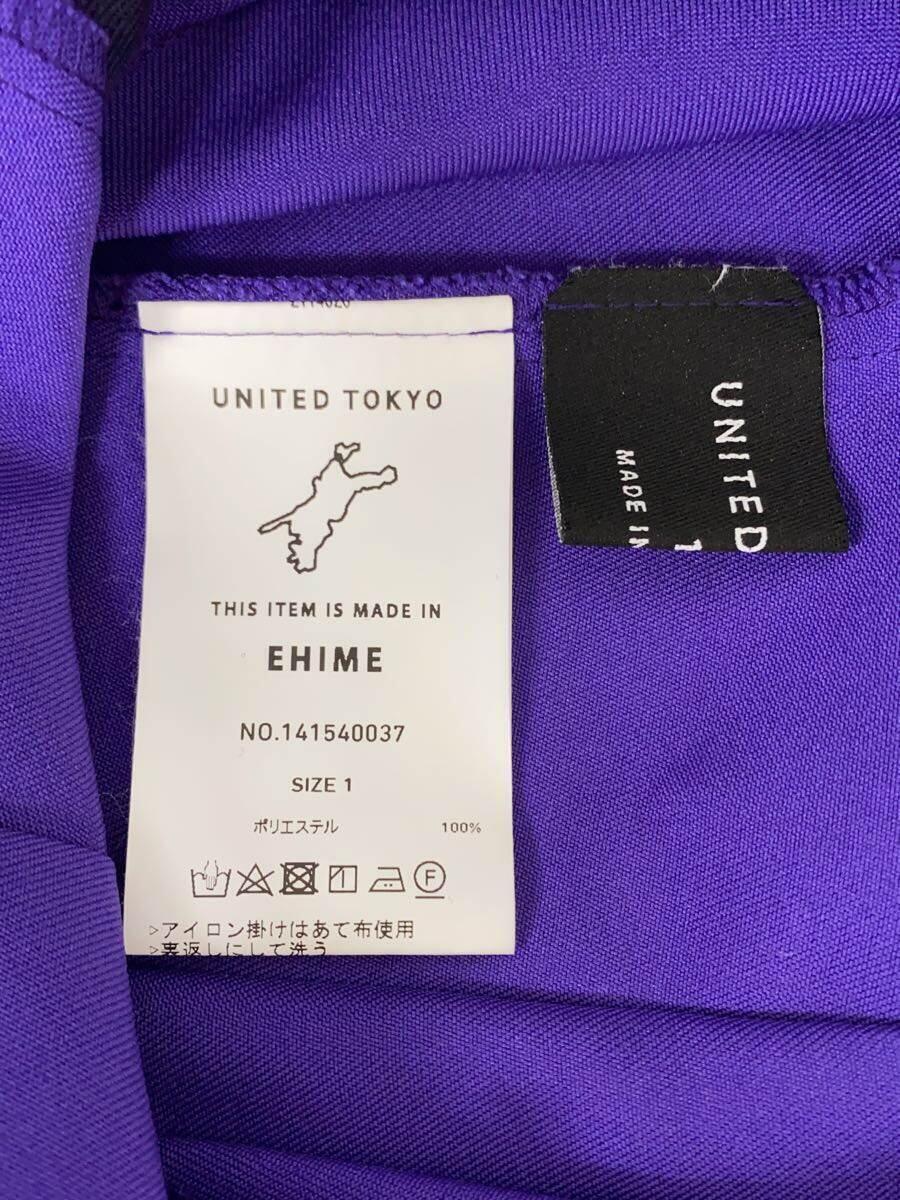 UNITED TOKYO
THIS ITEM IS MADE IN
EHIME
NO.141540037
SIZE 1
ポリエステル 100%
F
>アイロン掛けはあて布使用
>裏返しにして洗う
UNITED
MADE IN